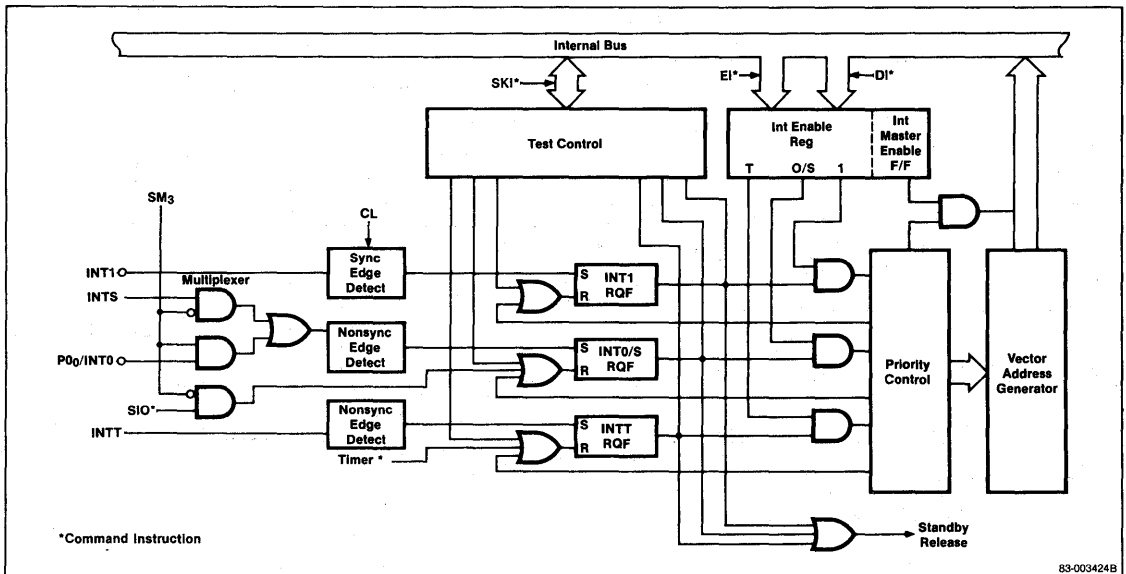 Internal Bus
SKI*
EI*
DI*
Test Control
Int Enable
Reg
T O/S 1
Int
Master
Enable
F/F
SM3
CL
INT1
Sync
Edge
Detect
Multiplexer
INTS
P00/INT0
Nonsync
Edge
Detect
SIO*
INTT
Nonsync
Edge
Detect
Timer *
S
R
INT1
RQF
S
R
INT0/S
RQF
S
R
INTT
RQF
Priority
Control
Vector
Address
Generator
Standby
Release
*Command Instruction
83-003424B